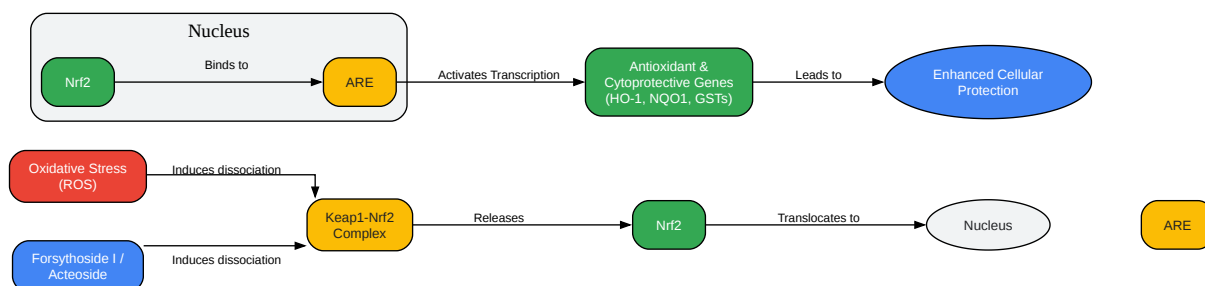 Nucleus
Nrf2
Binds to
ARE
Activates Transcription
Antioxidant &
Cytoprotective Genes
(HO-1, NQO1, GSTs)
Leads to
Enhanced Cellular
Protection
Oxidative Stress
(ROS)
Induces dissociation
Forsythoside I /
Acteoside
Induces dissociation
Keap1-Nrf2
Complex
Releases
Nrf2
Translocates to
Nucleus
ARE